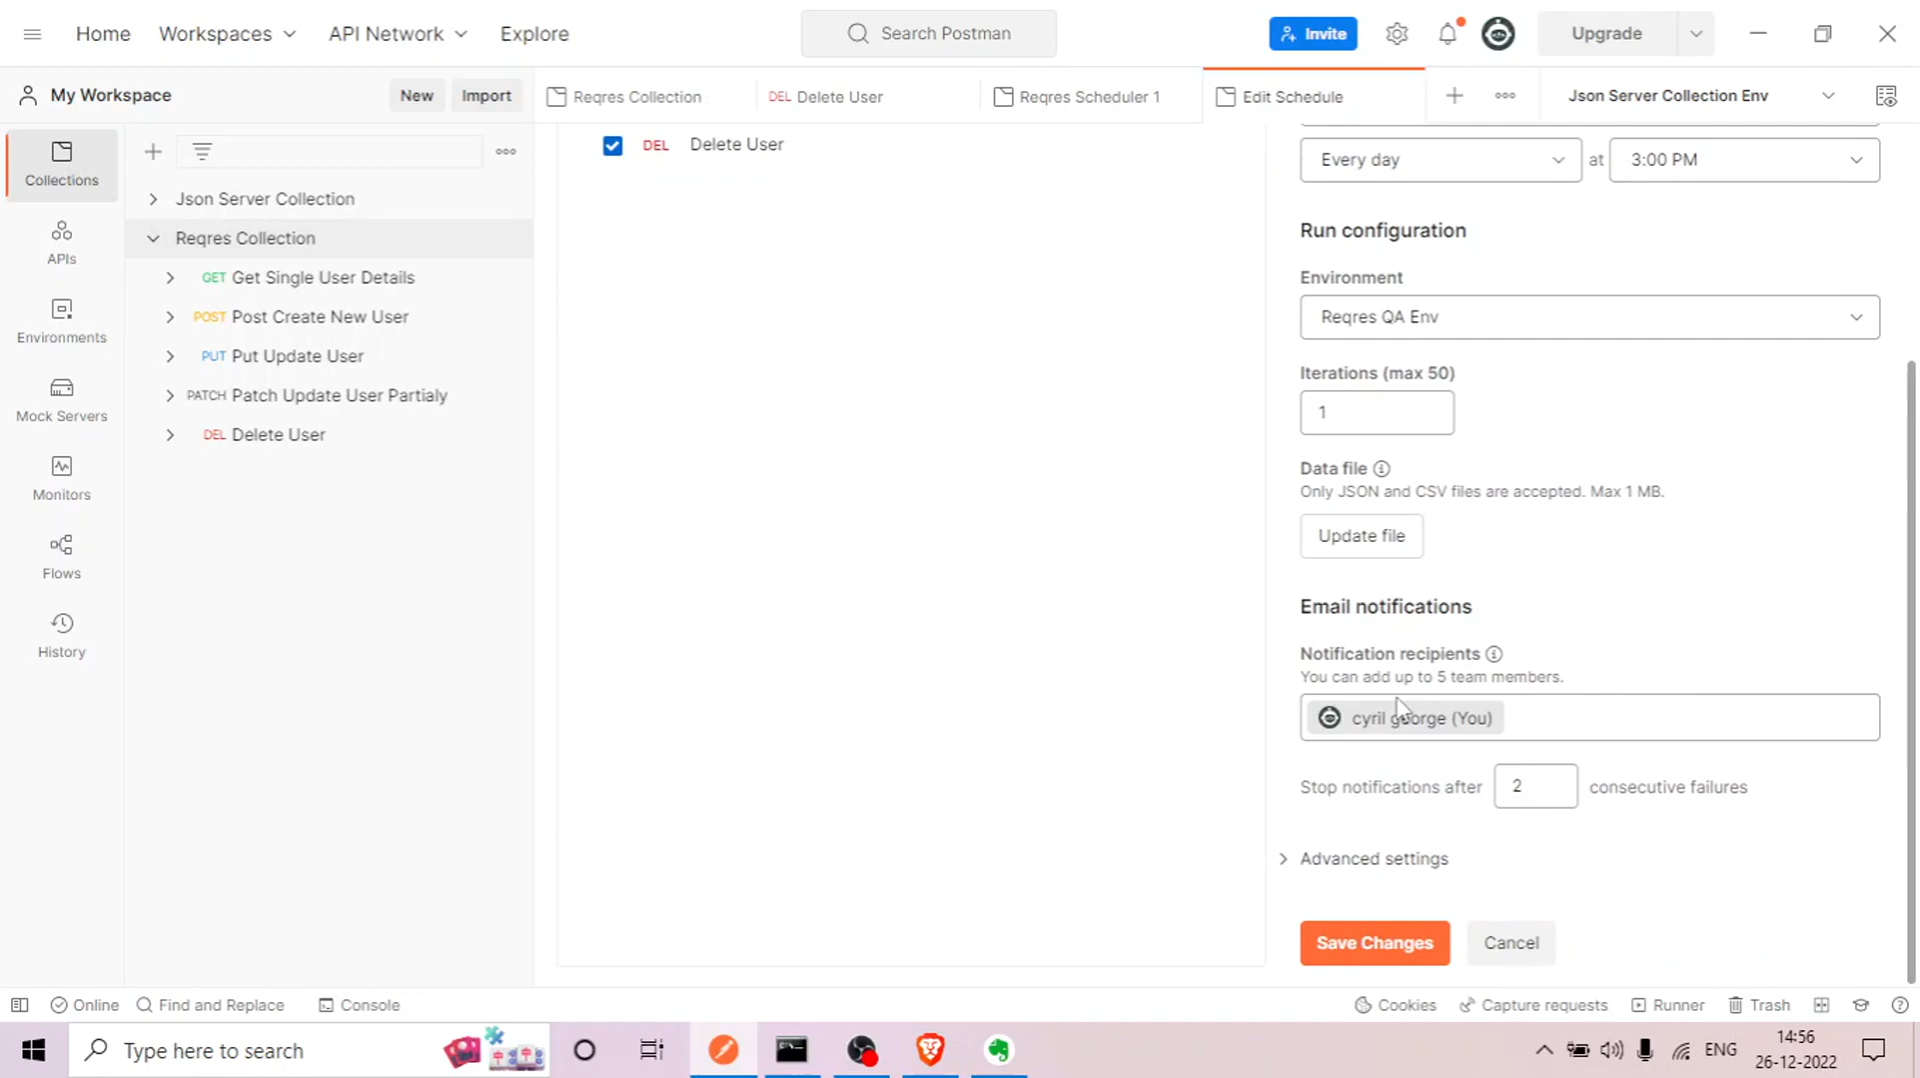 Home
Workspaces
API Network
Explore
Search Postman
Invite
Upgrade
My Workspace
New
Import
Reqres Collection
DEL Delete User
Reqres Scheduler 1
Edit Schedule
Json Server Collection Env
Collections
APIs
Environments
Mock Servers
Monitors
Flows
History
Json Server Collection
Reqres Collection
GET Get Single User Details
POST Post Create New User
PUT Put Update User
PATCH Patch Update User Partialy
DEL Delete User
DEL Delete User
Every day at 3:00 PM
Run configuration
Environment
Reqres QA Env
Iterations (max 50)
1
Data file
Only JSON and CSV files are accepted. Max 1 MB.
Update file
Email notifications
Notification recipients
You can add up to 5 team members.
cyril george (You)
Stop notifications after 2 consecutive failures
Advanced settings
Save Changes
Cancel
Online
Find and Replace
Console
Cookies
Capture requests
Runner
Trash
Type here to search
ENG
14:56
26-12-2022